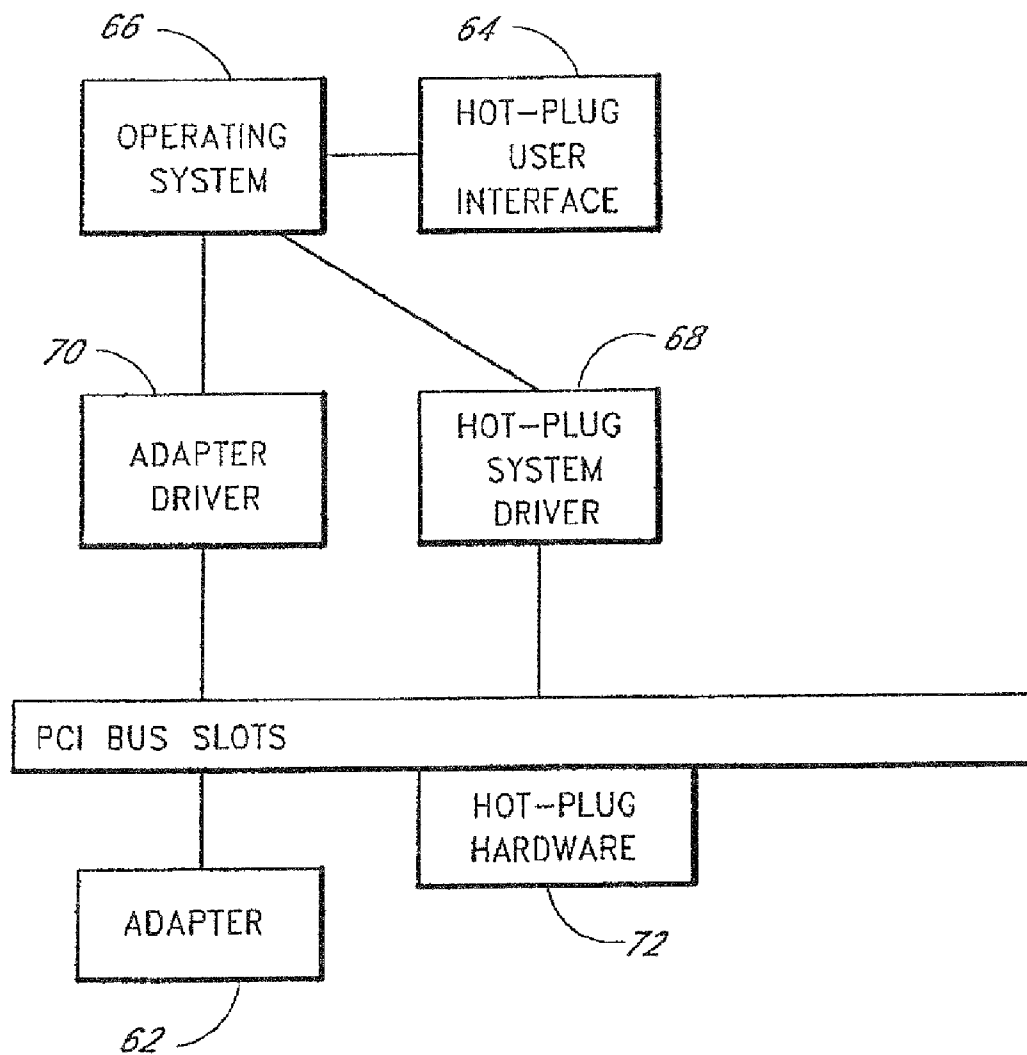 66
64
OPERATING
SYSTEM
HOT-PLUG
USER
INTERFACE
70
68
ADAPTER
DRIVER
HOT-PLUG
SYSTEM
DRIVER
PCI BUS SLOTS
HOT-PLUG
HARDWARE
ADAPTER
72
62